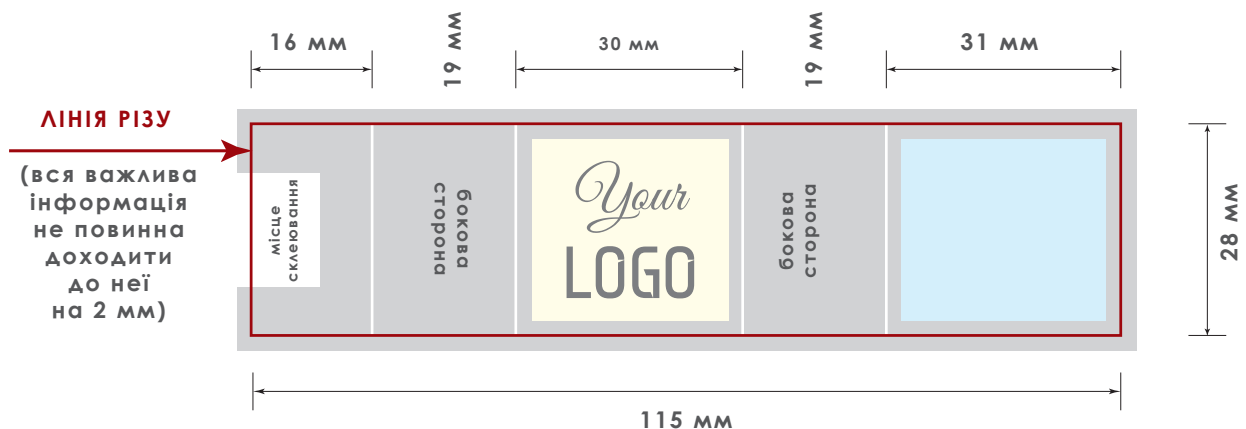 16 мм
19 мм
30 мм
19 мм
31 мм
ЛІНІЯ РІЗУ
(вся важлива
інформація
не повинна
доходити
до неї
на 2 мм)
місце
склеювання
бокова
сторона
Your
LOGO
бокова
сторона
28 мм
115 мм